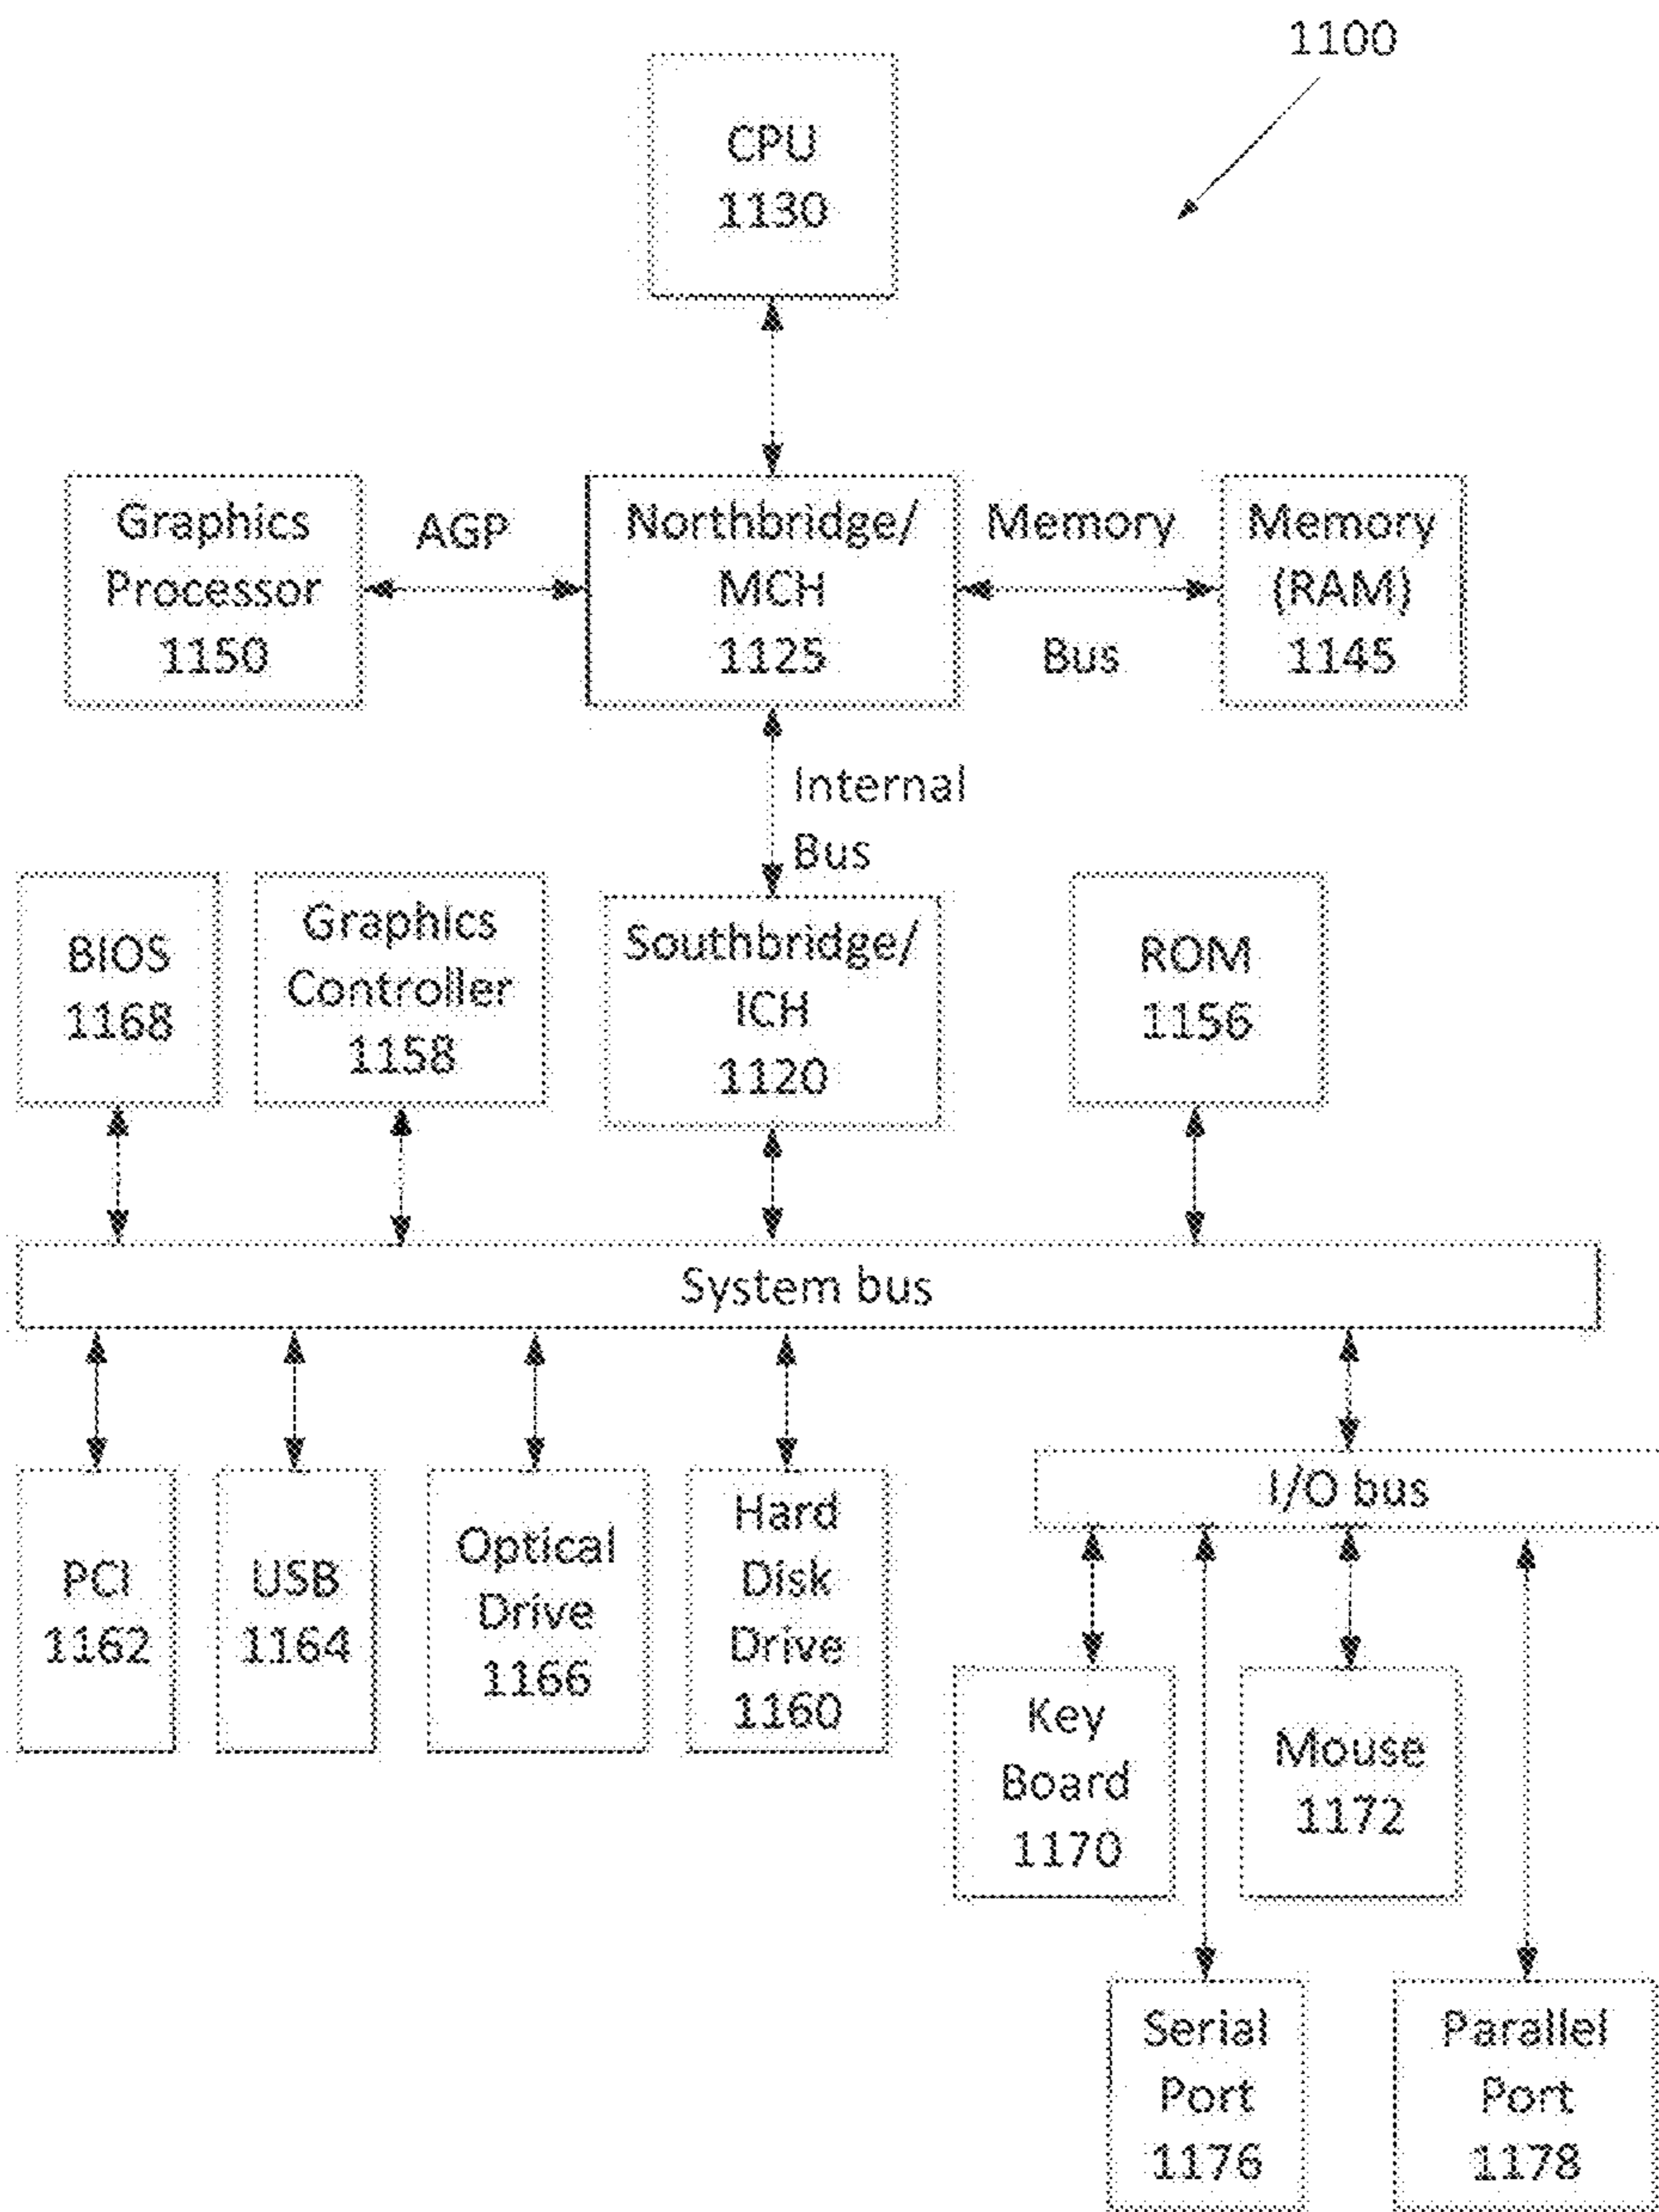 1100
CPU
1130
Graphics
Processor
1150
AGP
Northbridge/
MCH
1125
Memory
Bus
Memory
(RAM)
1145
Internal
Bus
BIOS
1168
Graphics
Controller
1158
Southbridge/
ICH
1120
ROM
1156
System bus
PCI
1162
USB
1164
Optical
Drive
1166
Hard
Disk
Drive
1160
I/O bus
Key
Board
1170
Mouse
1172
Serial
Port
1176
Parallel
Port
1178